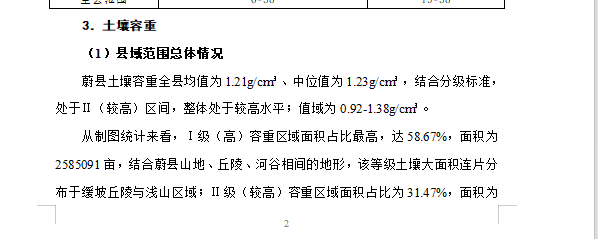 3．土壤容重
（1）县域范围总体情况
蔚县土壤容重全县均值为 1.21g/cm³、中位值为 1.23g/cm³，结合分级标准，
处于Ⅱ（较高）区间，整体处于较高水平；值域为 0.92-1.38g/cm³。
从制图统计来看，Ⅰ级（高）容重区域面积占比最高，达 58.67%，面积为
2585091 亩，结合蔚县山地、丘陵、河谷相间的地形，该等级土壤大面积连片分
布于缓坡丘陵与浅山区域；Ⅱ级（较高）容重区域面积占比为 31.47%，面积为
2